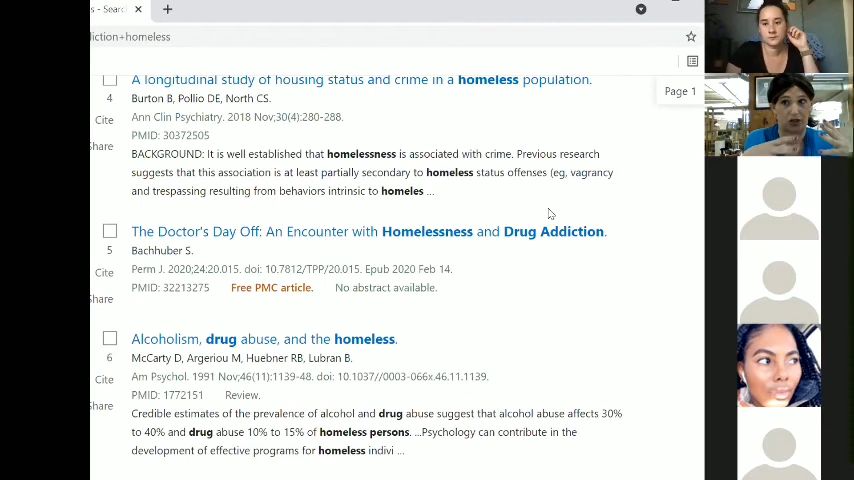 s - Searc
diction+homeless
Page 1
A longitudinal study of housing status and crime in a homeless population.
4
Burton B, Pollio DE, North CS.
Cite
Ann Clin Psychiatry. 2018 Nov;30(4):280-288.
PMID: 30372505
Share
BACKGROUND: It is well established that homelessness is associated with crime. Previous research
suggests that this association is at least partially secondary to homeless status offenses (eg, vagrancy
and trespassing resulting from behaviors intrinsic to homeles ...
The Doctor's Day Off: An Encounter with Homelessness and Drug Addiction.
5
Bachhuber S.
Cite
Perm J. 2020;24:20.015. doi: 10.7812/TPP/20.015. Epub 2020 Feb 14.
PMID: 32213275 Free PMC article. No abstract available.
Share
Alcoholism, drug abuse, and the homeless.
6
McCarty D, Argeriou M, Huebner RB, Lubran B.
Cite
Am Psychol. 1991 Nov;46(11):1139-48. doi: 10.1037//0003-066x.46.11.1139.
PMID: 1772151 Review.
Share
Credible estimates of the prevalence of alcohol and drug abuse suggest that alcohol abuse affects 30%
to 40% and drug abuse 10% to 15% of homeless persons. ...Psychology can contribute in the
development of effective programs for homeless indivi ...